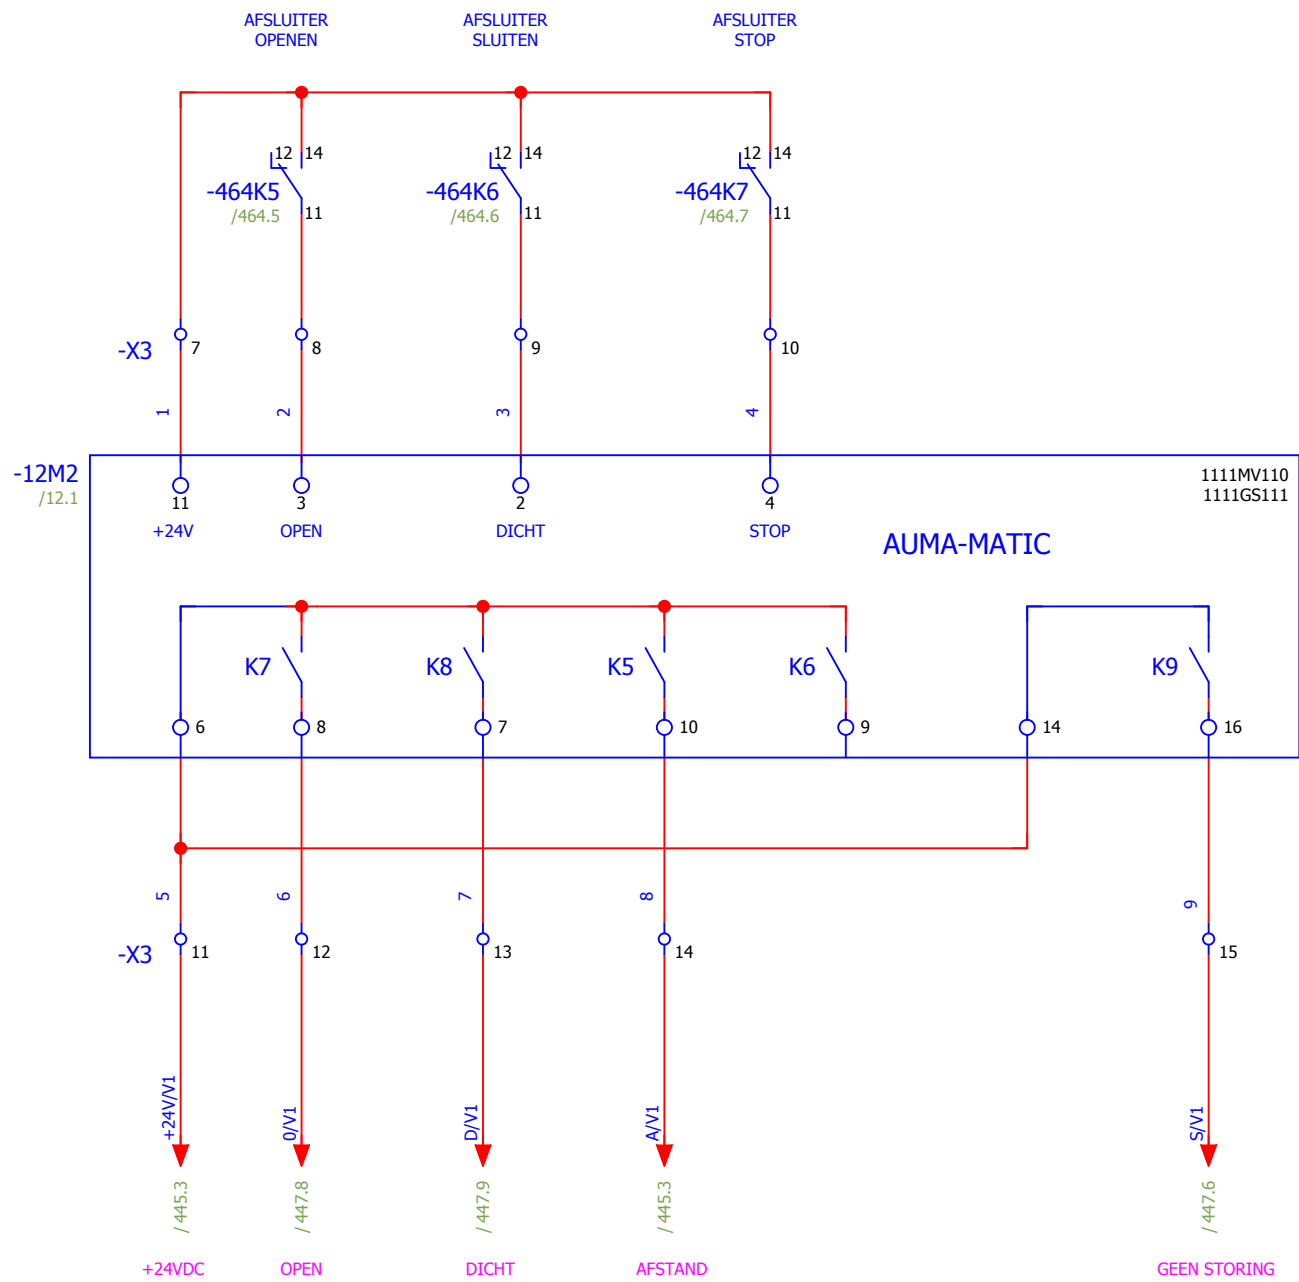 AFSLUITER
OPENEN
AFSLUITER
SLUITEN
AFSLUITER
STOP
12 14 12 14 12 14
-464K5 -464K6 -464K7
/464.5 11 /464.6 11 /464.7 11
-X3 7 8 9 10
1 2 3 4
-12M2
/12.1
1111MV110
1111GS111
11 3 2 4
+24V OPEN DICHT STOP
AUMA-MATIC
K7 K8 K5 K6 K9
6 8 7 10 9 14 16
5 6 7 8 9
-X3 11 12 13 14 15
+24V/V1 0/V1 D/V1 A/V1 S/V1
/ 445.3 / 447.8 / 447.9 / 445.3 / 447.6
+24VDC OPEN DICHT AFSTAND GEEN STORING